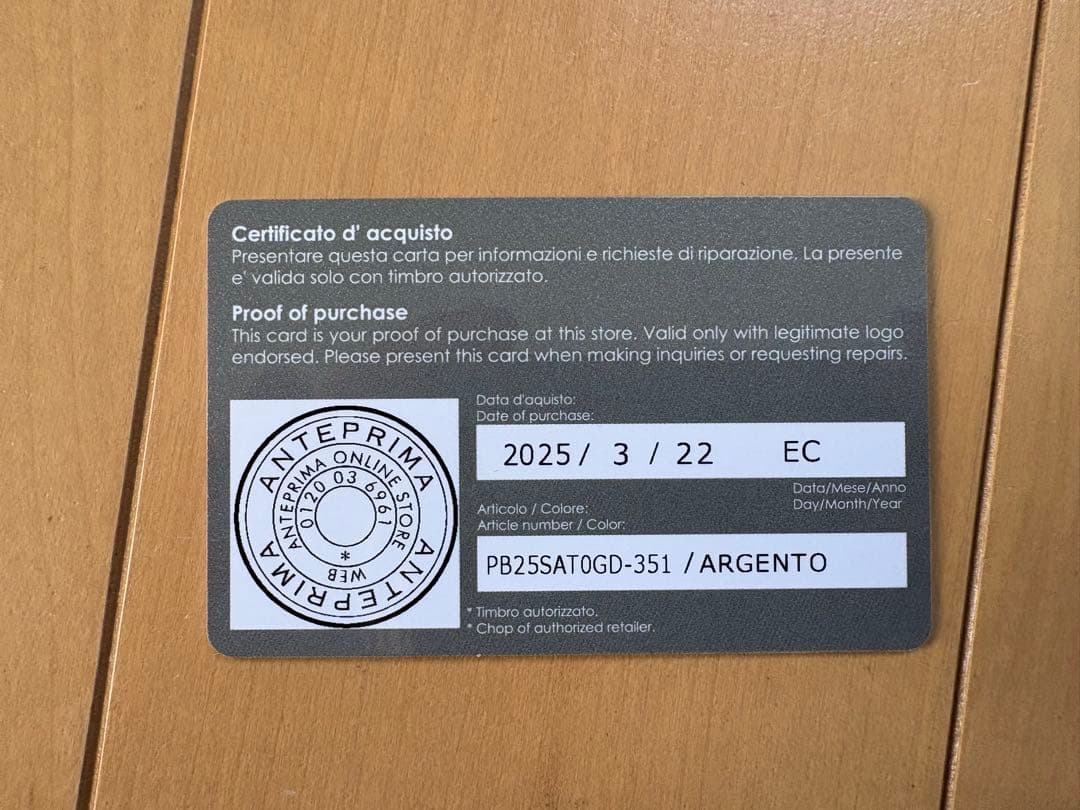 Certificato d' acquisto
Presentare questa carta per informazioni e richieste di riparazione. La presente
e' valida solo con timbro autorizzato.
Proof of purchase
This card is your proof of purchase at this store. Valid only with legitimate logo
endorsed. Please present this card when making inquiries or requesting repairs.
ANTEPRIMA
ANTEPRIMA
ANTEPRIMA
ANTEPRIMA ONLINE STORE
0120 03 6961
* WEB
Data d'aquisto:
Date of purchase:
2025 / 3 / 22 EC
Data/Mese/Anno
Day/Month/Year
Articolo / Colore:
Article number / Color:
PB25SAT0GD-351 / ARGENTO
* Timbro autorizzato.
* Chop of authorized retailer.